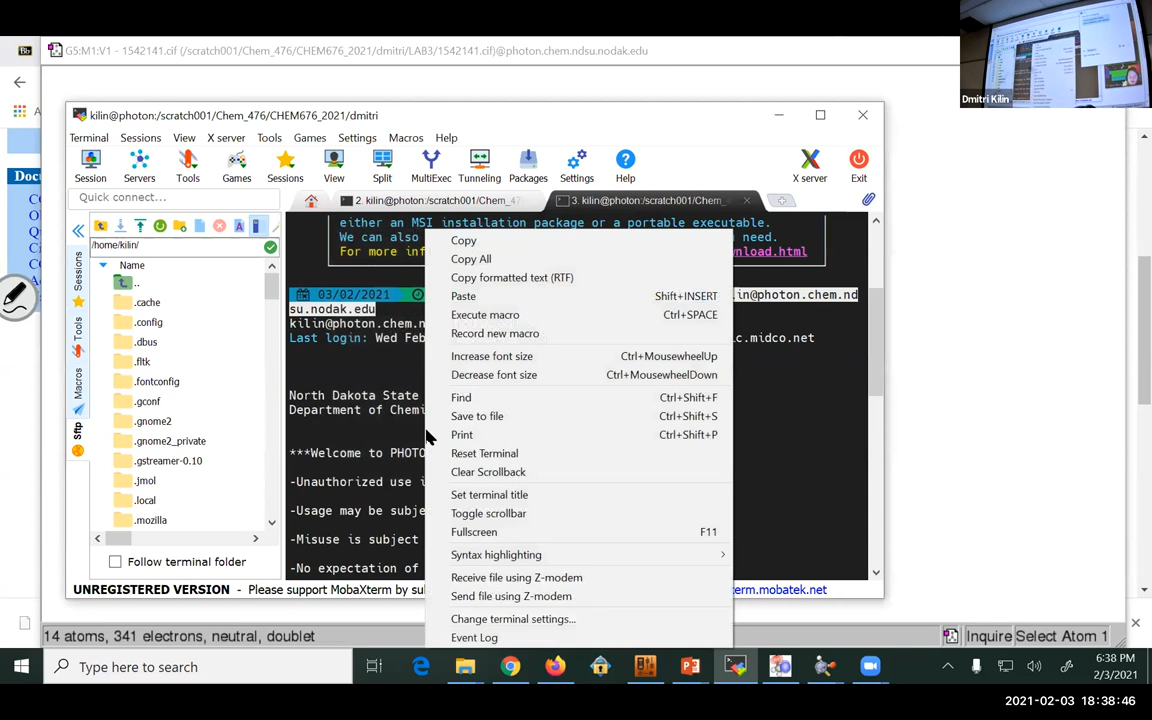 G5:M1:V1 - 1542141.cif (/scratch001/Chem_476/CHEM676_2021/dmitri/LAB3/1542141.cif)@photon.chem.ndsu.nodak.edu
Dmitri Kilin
Bb
A
Doc
kilin@photon:/scratch001/Chem_476/CHEM676_2021/dmitri
Terminal Sessions View X server Tools Games Settings Macros Help
Session Servers Tools Games Sessions View Split MultiExec Tunneling Packages Settings Help X server Exit
Quick connect...
2. kilin@photon:/scratch001/Chem_47
3. kilin@photon:/scratch001/Chem_
/home/kilin/
Name
..
.cache
.config
.dbus
.fltk
.fontconfig
.gconf
.gnome2
.gnome2_private
.gstreamer-0.10
.jmol
.local
.mozilla
Sessions
Tools
Macros
Sftp
Follow terminal folder
either an MSI installation package or a portable executable.
We can also
need.
For more inf
wnload.html
03/02/2021
lin@photon.chem.nd
su.nodak.edu
kilin@photon.chem.n
Last login: Wed Feb
ic.midco.net
North Dakota State
Department of Chemi
***Welcome to PHOTO
-Unauthorized use i
-Usage may be subje
-Misuse is subject
-No expectation of
Copy
Copy All
Copy formatted text (RTF)
Paste Shift+INSERT
Execute macro Ctrl+SPACE
Record new macro
Increase font size Ctrl+MousewheelUp
Decrease font size Ctrl+MousewheelDown
Find Ctrl+Shift+F
Save to file Ctrl+Shift+S
Print Ctrl+Shift+P
Reset Terminal
Clear Scrollback
Set terminal title
Toggle scrollbar
Fullscreen F11
Syntax highlighting
Receive file using Z-modem
Send file using Z-modem
Change terminal settings...
Event Log
UNREGISTERED VERSION - Please support MobaXterm by su
term.mobatek.net
14 atoms, 341 electrons, neutral, doublet
Inquire Select Atom 1
Type here to search
6:38 PM
2/3/2021
2021-02-03 18:38:46